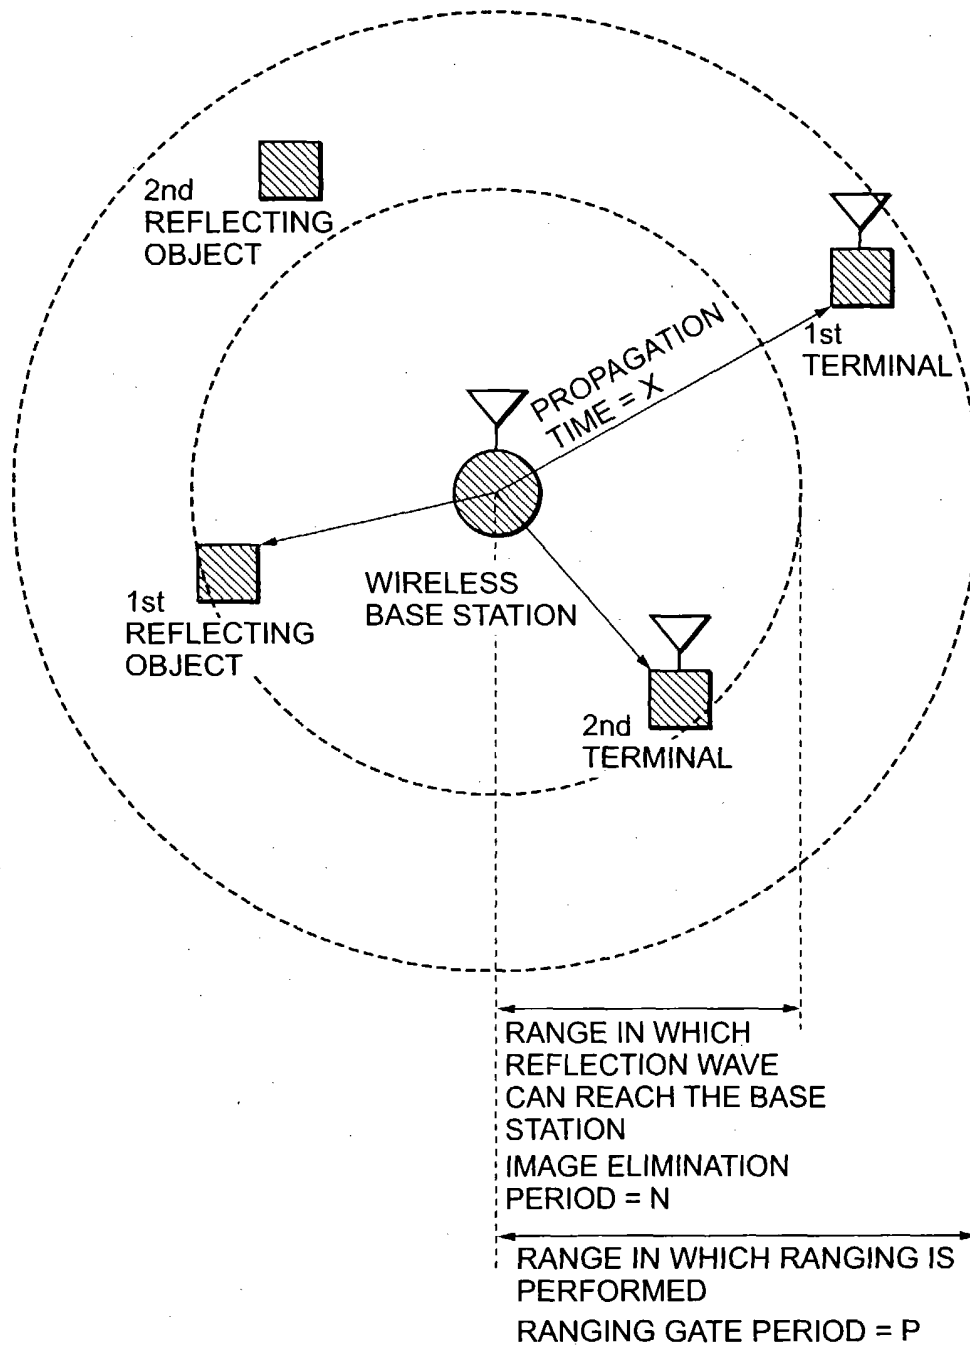 2nd
REFLECTING
OBJECT
1st
TERMINAL
PROPAGATION
TIME = X
WIRELESS
BASE STATION
1st
REFLECTING
OBJECT
2nd
TERMINAL
RANGE IN WHICH
REFLECTION WAVE
CAN REACH THE BASE
STATION
IMAGE ELIMINATION
PERIOD = N
RANGE IN WHICH RANGING IS
PERFORMED
RANGING GATE PERIOD = P